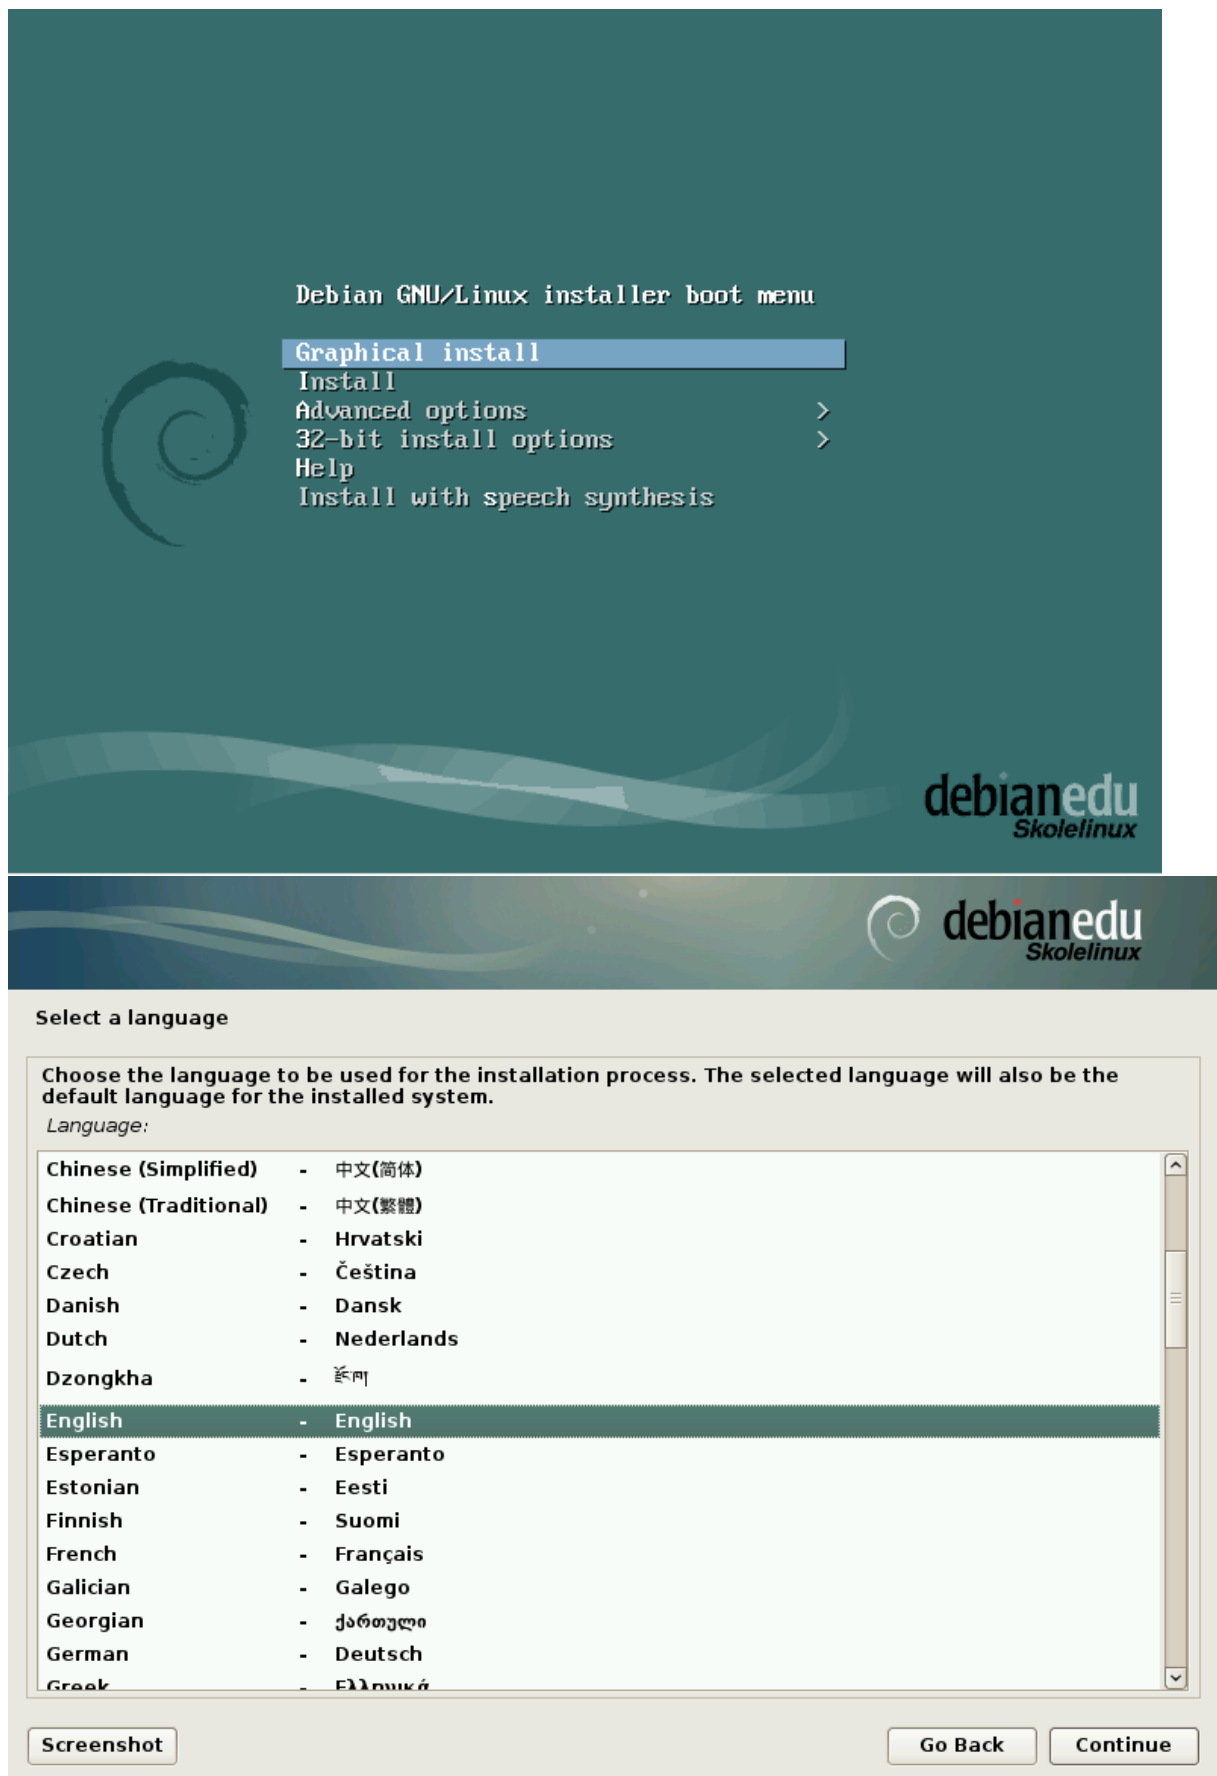 Debian GNU/Linux installer boot menu
Graphical install
Install
Advanced options >
32-bit install options >
Help
Install with speech synthesis
debianedu
Skolelinux
debianedu
Skolelinux
Select a language
Choose the language to be used for the installation process. The selected language will also be the
default language for the installed system.
Language:
Chinese (Simplified) - 中文(简体)
Chinese (Traditional) - 中文(繁體)
Croatian - Hrvatski
Czech - Čeština
Danish - Dansk
Dutch - Nederlands
Dzongkha - རྫོང་ཁ།
English - English
Esperanto - Esperanto
Estonian - Eesti
Finnish - Suomi
French - Français
Galician - Galego
Georgian - ქართული
German - Deutsch
Greek - Ελληνικά
Screenshot
Go Back
Continue